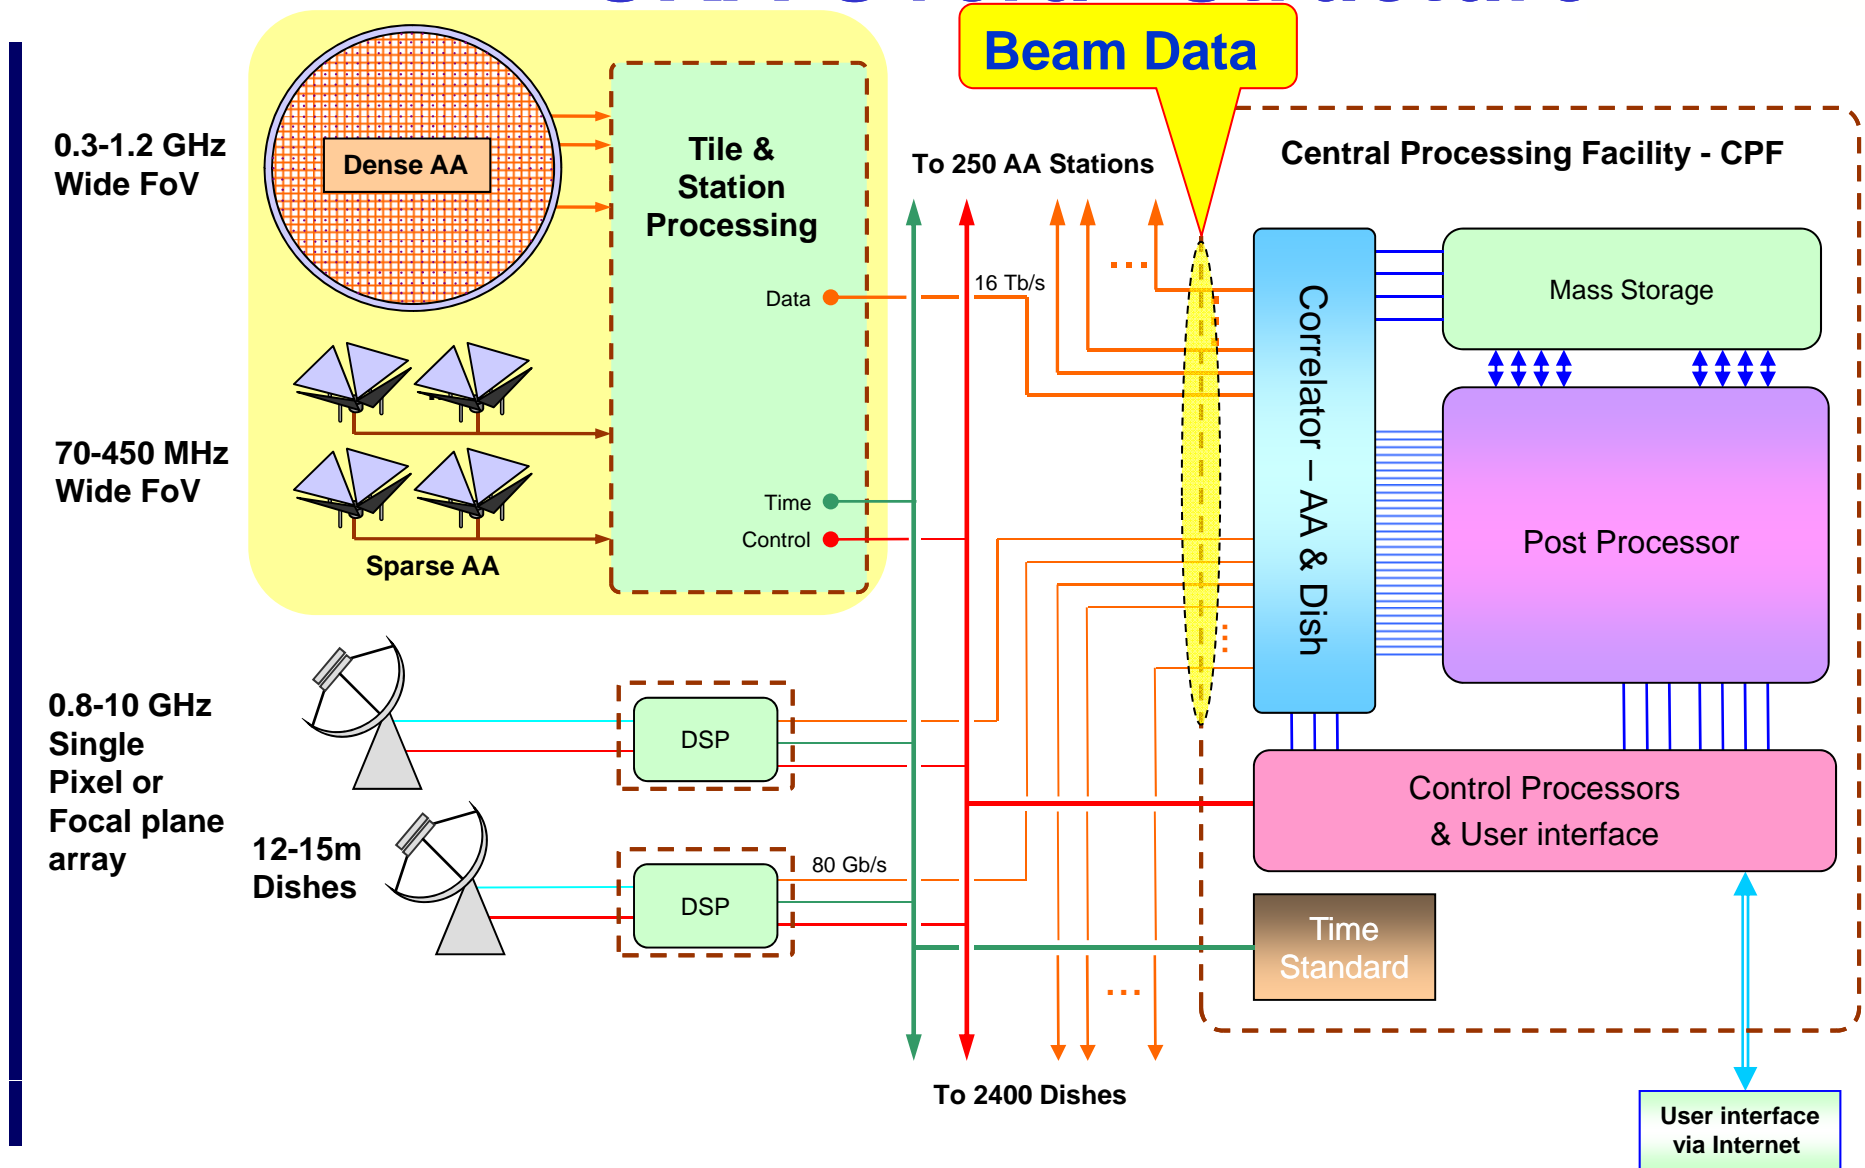 Beam Data
0.3-1.2 GHz
Wide FoV
Dense AA
Tile &
Station
Processing
To 250 AA Stations
Central Processing Facility - CPF
Data
16 Tb/s
Correlator – AA & Dish
Mass Storage
70-450 MHz
Wide FoV
Sparse AA
Time
Control
Post Processor
0.8-10 GHz
Single
Pixel or
Focal plane
array
DSP
12-15m
Dishes
DSP
80 Gb/s
Control Processors
& User interface
Time
Standard
To 2400 Dishes
User interface
via Internet